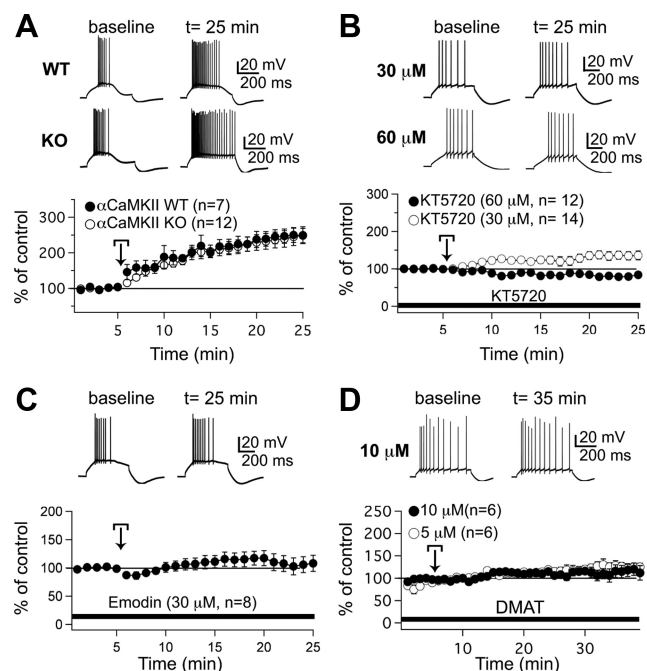 A
baseline
t= 25 min
WT
20 mV
200 ms
KO
20 mV
200 ms
αCaMKII WT (n=7)
αCaMKII KO (n=12)
% of control
300
200
100
0
5
10
15
20
25
Time (min)
B
baseline
t= 25 min
30 μM
20 mV
200 ms
60 μM
20 mV
200 ms
KT5720 (60 μM, n= 12)
KT5720 (30 μM, n= 14)
% of control
300
200
100
0
KT5720
5
10
15
20
25
Time (min)
C
baseline
t= 25 min
20 mV
200 ms
% of control
200
150
100
50
0
Emodin (30 μM, n=8)
5
10
15
20
25
Time (min)
D
baseline
t= 35 min
10 μM
20 mV
200 ms
10 μM(n=6)
5 μM(n=6)
% of control
250
200
150
100
50
0
DMAT
10
20
30
Time (min)